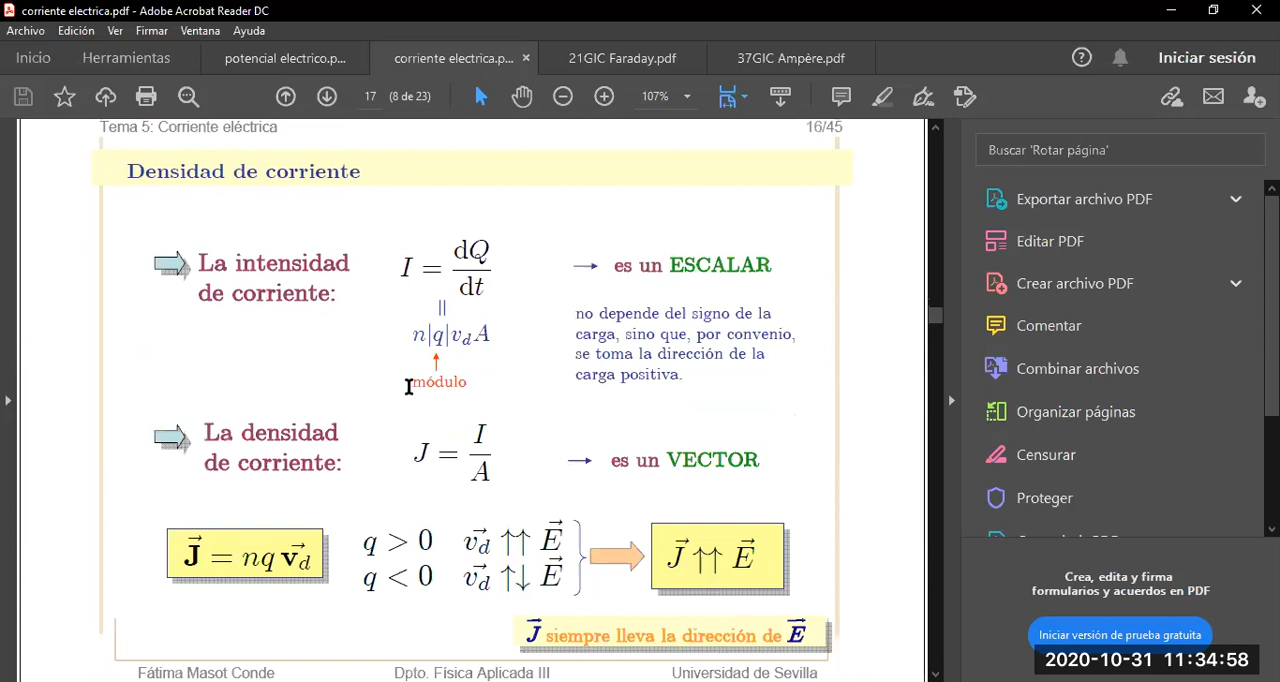 corriente electrica.pdf - Adobe Acrobat Reader DC
Archivo Edición Ver Firmar Ventana Ayuda
Inicio Herramientas potencial electrico.p... corriente electrica.p... × 21GIC Faraday.pdf 37GIC Ampère.pdf Iniciar sesión
17 (8 de 23) 107%
Tema 5: Corriente eléctrica 16/45
Buscar 'Rotar página'
Densidad de corriente
La intensidad
de corriente:
I = dQ/dt
→ es un ESCALAR
=
n|q|v_d A
módulo
no depende del signo de la
carga, sino que, por convenio,
se toma la dirección de la
carga positiva.
La densidad
de corriente:
J = I/A
→ es un VECTOR
J⃗ = nq v⃗_d
q > 0 v⃗_d ↑↑ E⃗
q < 0 v⃗_d ↑↓ E⃗
J⃗ ↑↑ E⃗
J⃗ siempre lleva la dirección de E⃗
Fátima Masot Conde Dpto. Física Aplicada III Universidad de Sevilla
Exportar archivo PDF
Editar PDF
Crear archivo PDF
Comentar
Combinar archivos
Organizar páginas
Censurar
Proteger
Crea, edita y firma
formularios y acuerdos en PDF
Iniciar versión de prueba gratuita
2020-10-31 11:34:58